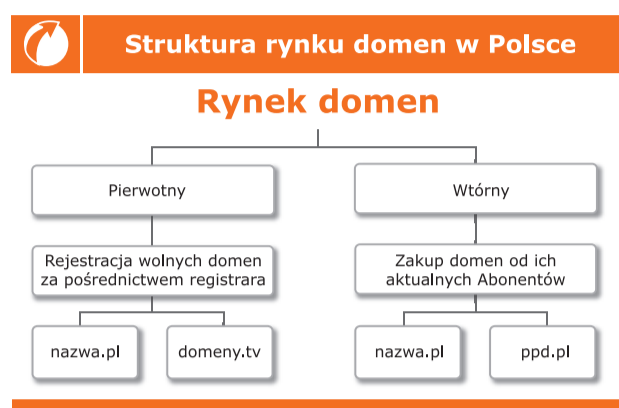 Struktura rynku domen w Polsce
Rynek domen
Pierwotny
Wtórny
Rejestracja wolnych domen
za pośrednictwem registrara
Zakup domen od ich
aktualnych Abonentów
nazwa.pl
domeny.tv
nazwa.pl
ppd.pl